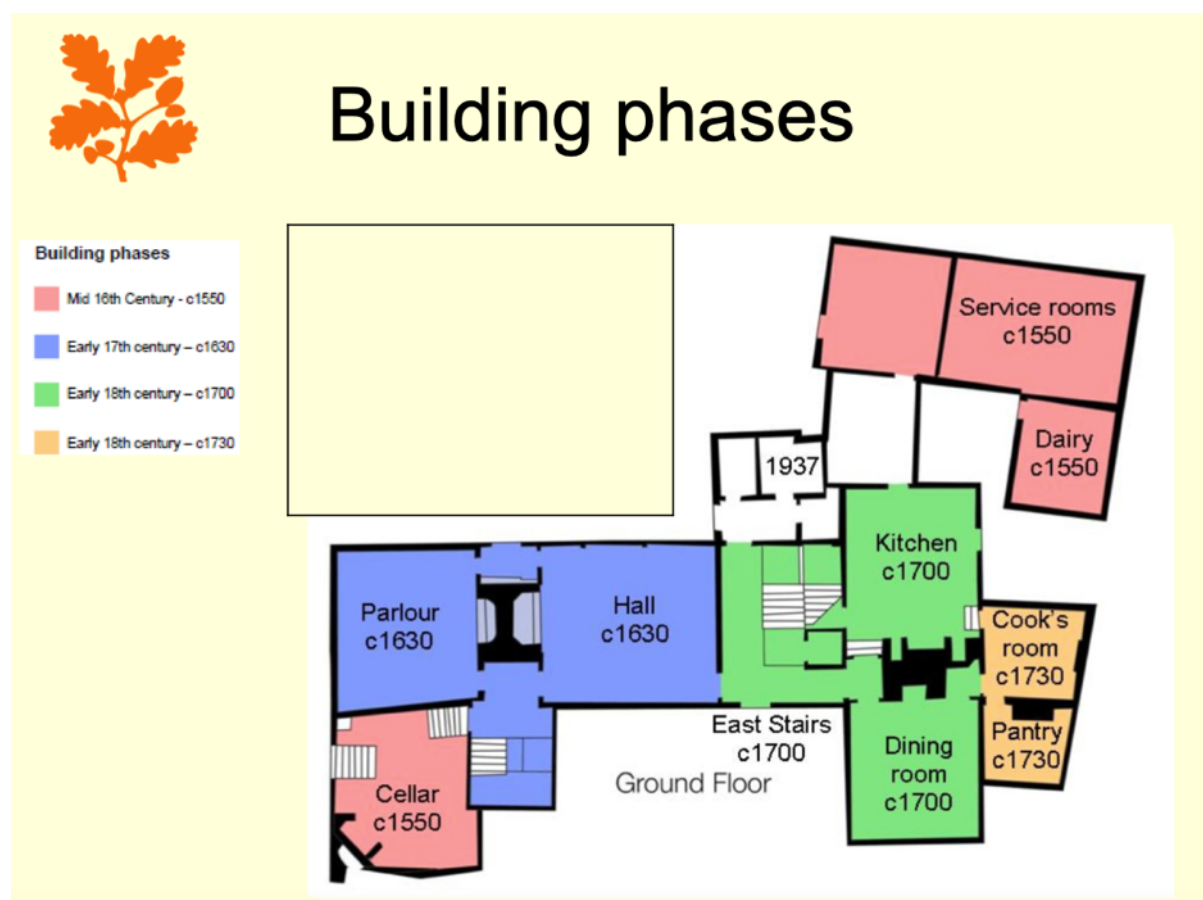 Building phases
Building phases
Mid 16th Century - c1550
Early 17th century – c1630
Early 18th century – c1700
Early 18th century – c1730
Service rooms
c1550
Dairy
c1550
1937
Kitchen
c1700
Parlour
c1630
Hall
c1630
Cook's
room
c1730
East Stairs
c1700
Pantry
c1730
Dining
room
c1700
Ground Floor
Cellar
c1550